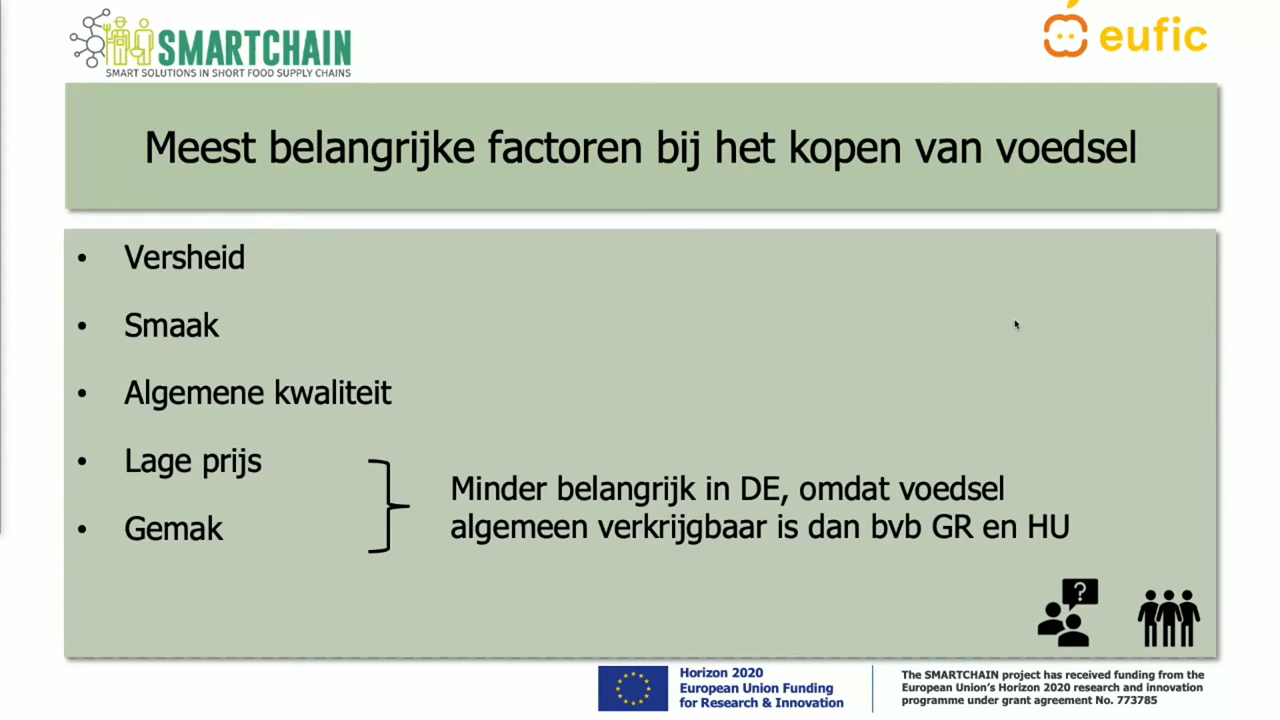 SMARTCHAIN
SMART SOLUTIONS IN SHORT FOOD SUPPLY CHAINS
eufic
Meest belangrijke factoren bij het kopen van voedsel
• Versheid
• Smaak
• Algemene kwaliteit
• Lage prijs
• Gemak
Minder belangrijk in DE, omdat voedsel
algemeen verkrijgbaar is dan bvb GR en HU
?
Horizon 2020
European Union Funding
for Research & Innovation
The SMARTCHAIN project has received funding from the
European Union's Horizon 2020 research and innovation
programme under grant agreement No. 773785